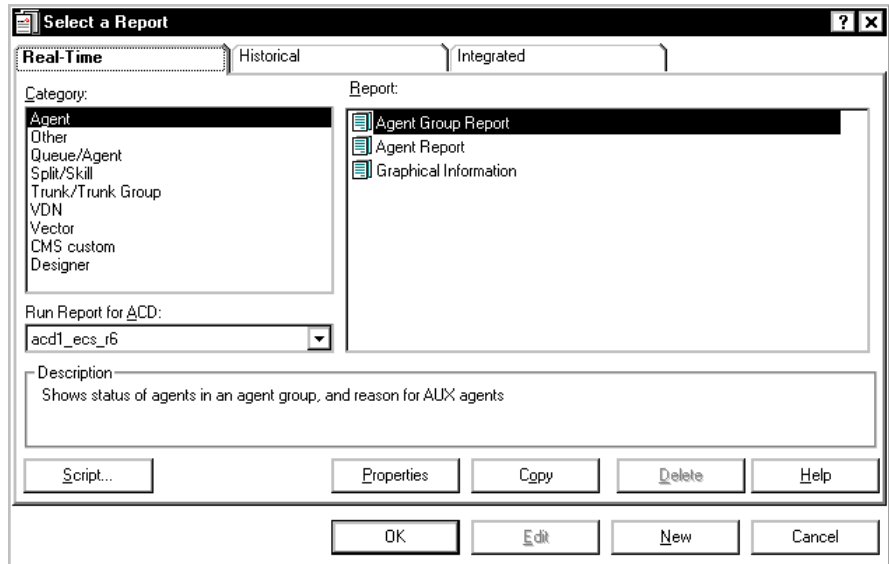 Select a Report
Real-Time
Historical
Integrated
Category:
Agent
Other
Queue/Agent
Split/Skill
Trunk/Trunk Group
VDN
Vector
CMS custom
Designer
Report:
Agent Group Report
Agent Report
Graphical Information
Run Report for ACD:
acd1_ecs_r6
Description
Shows status of agents in an agent group, and reason for AUX agents
Script...
Properties
Copy
Delete
Help
OK
Edit
New
Cancel